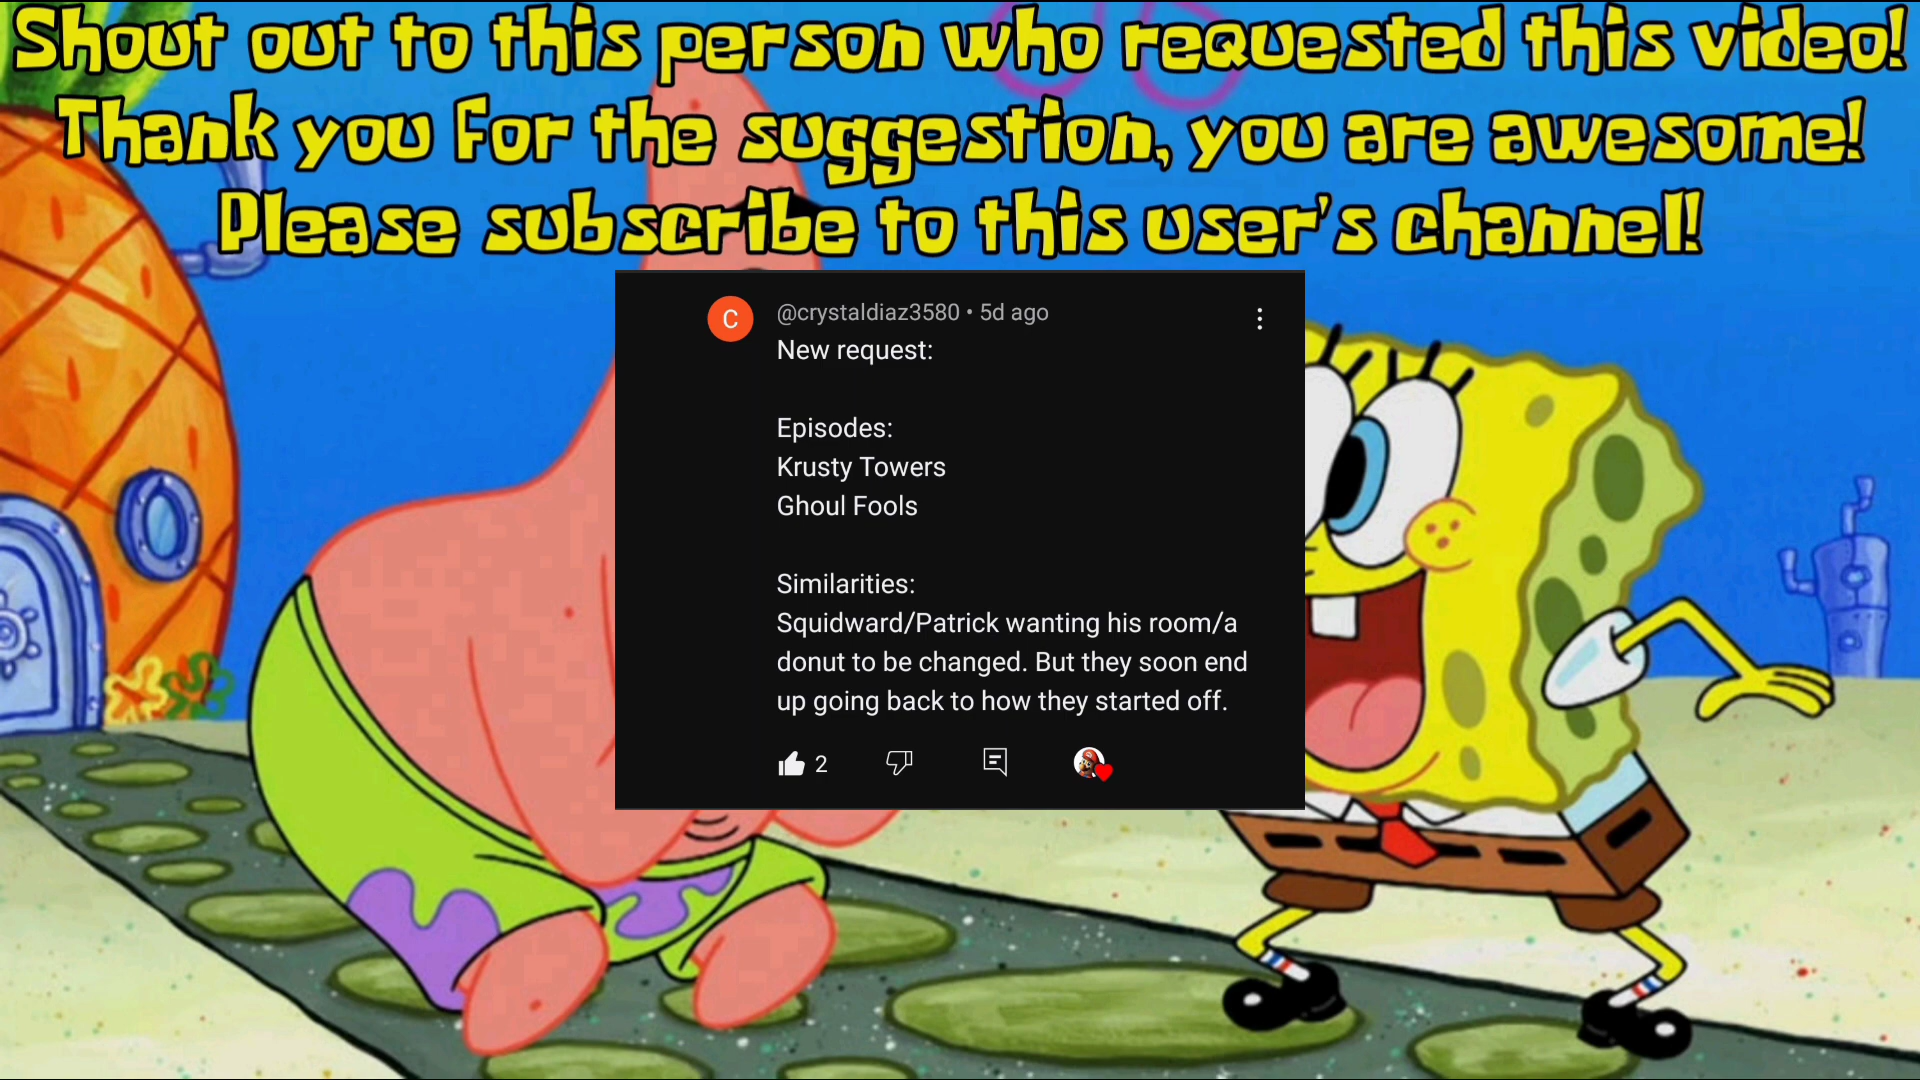 Shout out to this person who requested this video!
Thank you For the suggestion, you are awesome!
Please subscribe to this user's channel!
C
@crystaldiaz3580 • 5d ago
New request:
Episodes:
Krusty Towers
Ghoul Fools
Similarities:
Squidward/Patrick wanting his room/a
donut to be changed. But they soon end
up going back to how they started off.
2